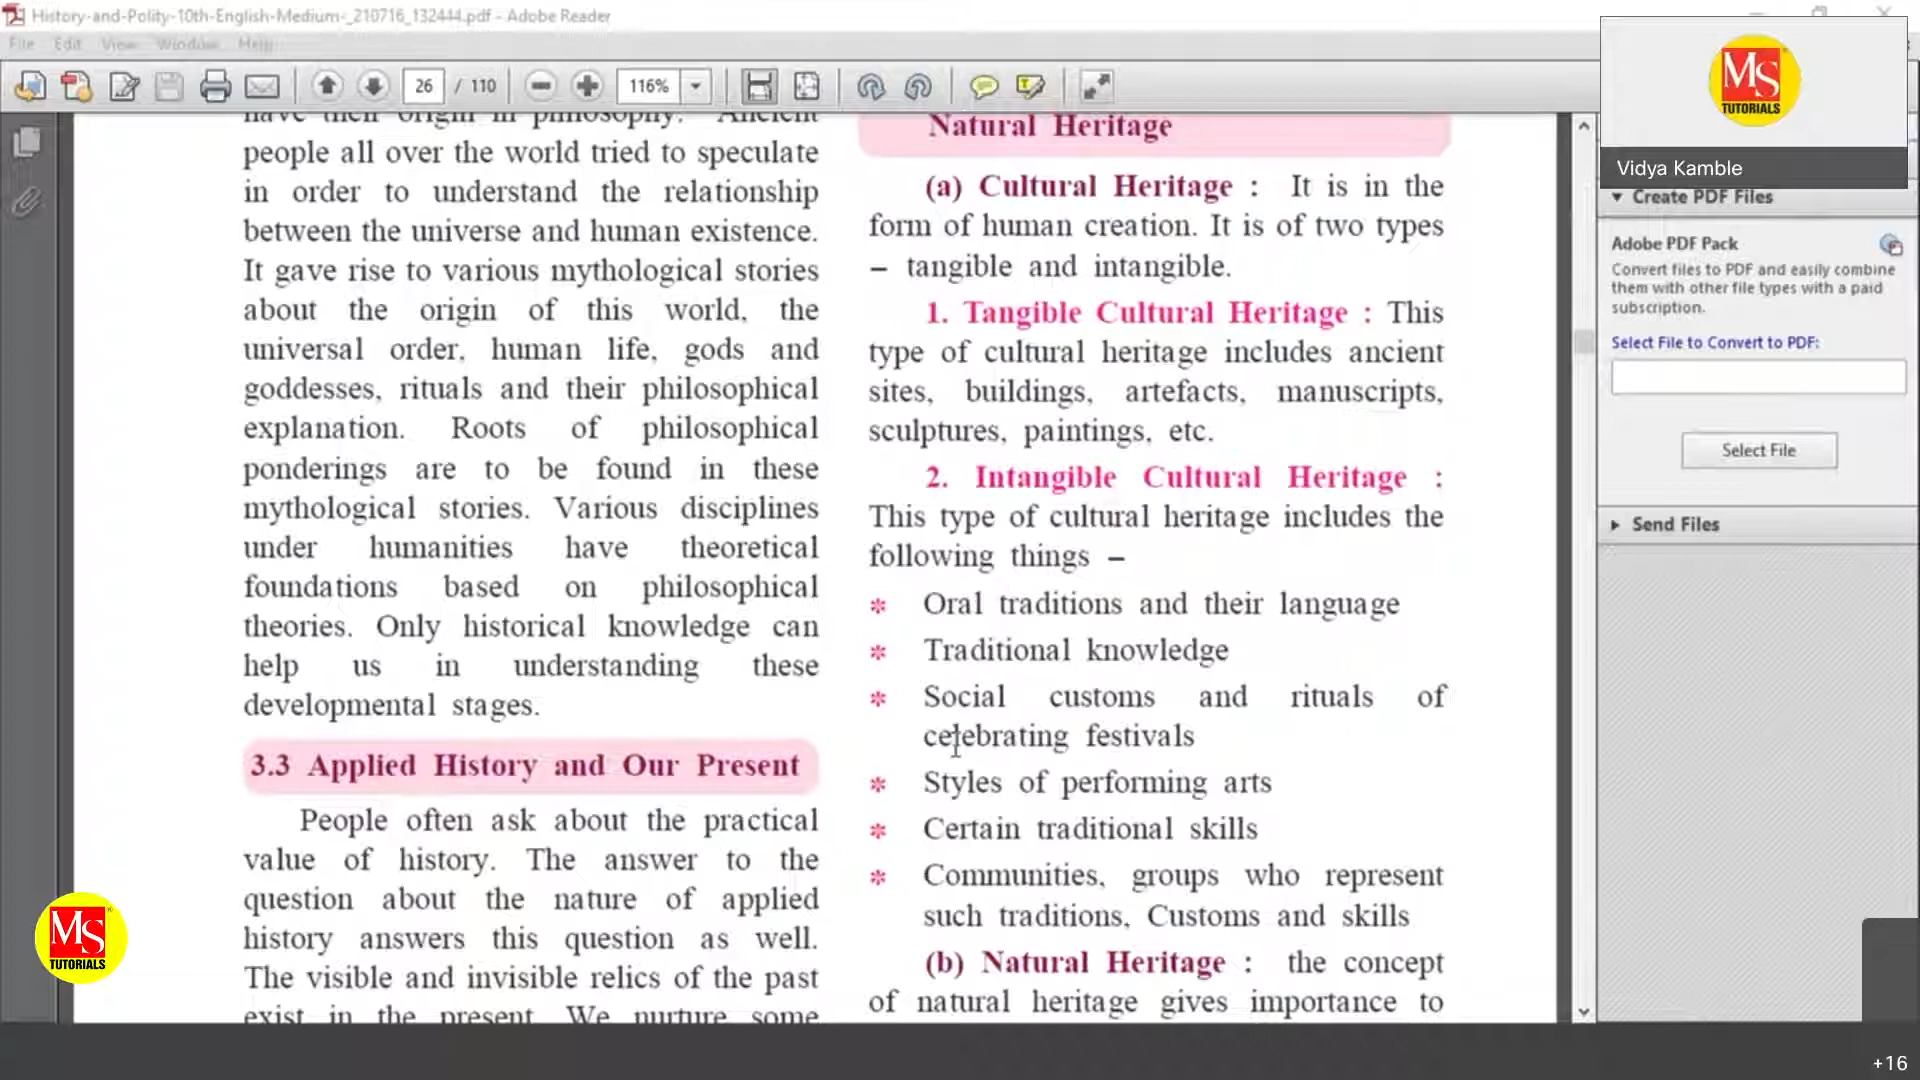 History-and-Polity-10th-English-Medium-_210716_132444.pdf - Adobe Reader
File Edit View Window Help
26 / 110
116%
have their origin in philosophy. Ancient
people all over the world tried to speculate
in order to understand the relationship
between the universe and human existence.
It gave rise to various mythological stories
about the origin of this world, the
universal order, human life, gods and
goddesses, rituals and their philosophical
explanation. Roots of philosophical
ponderings are to be found in these
mythological stories. Various disciplines
under humanities have theoretical
foundations based on philosophical
theories. Only historical knowledge can
help us in understanding these
developmental stages.
3.3 Applied History and Our Present
People often ask about the practical
value of history. The answer to the
question about the nature of applied
history answers this question as well.
The visible and invisible relics of the past
exist in the present. We nurture some
Natural Heritage
(a) Cultural Heritage : It is in the
form of human creation. It is of two types
– tangible and intangible.
1. Tangible Cultural Heritage : This
type of cultural heritage includes ancient
sites, buildings, artefacts, manuscripts,
sculptures, paintings, etc.
2. Intangible Cultural Heritage :
This type of cultural heritage includes the
following things –
* Oral traditions and their language
* Traditional knowledge
* Social customs and rituals of
celebrating festivals
* Styles of performing arts
* Certain traditional skills
* Communities, groups who represent
such traditions, Customs and skills
(b) Natural Heritage : the concept
of natural heritage gives importance to
MS
TUTORIALS
Vidya Kamble
Create PDF Files
Adobe PDF Pack
Convert files to PDF and easily combine
them with other file types with a paid
subscription.
Select File to Convert to PDF:
Select File
Send Files
MS
TUTORIALS
+16